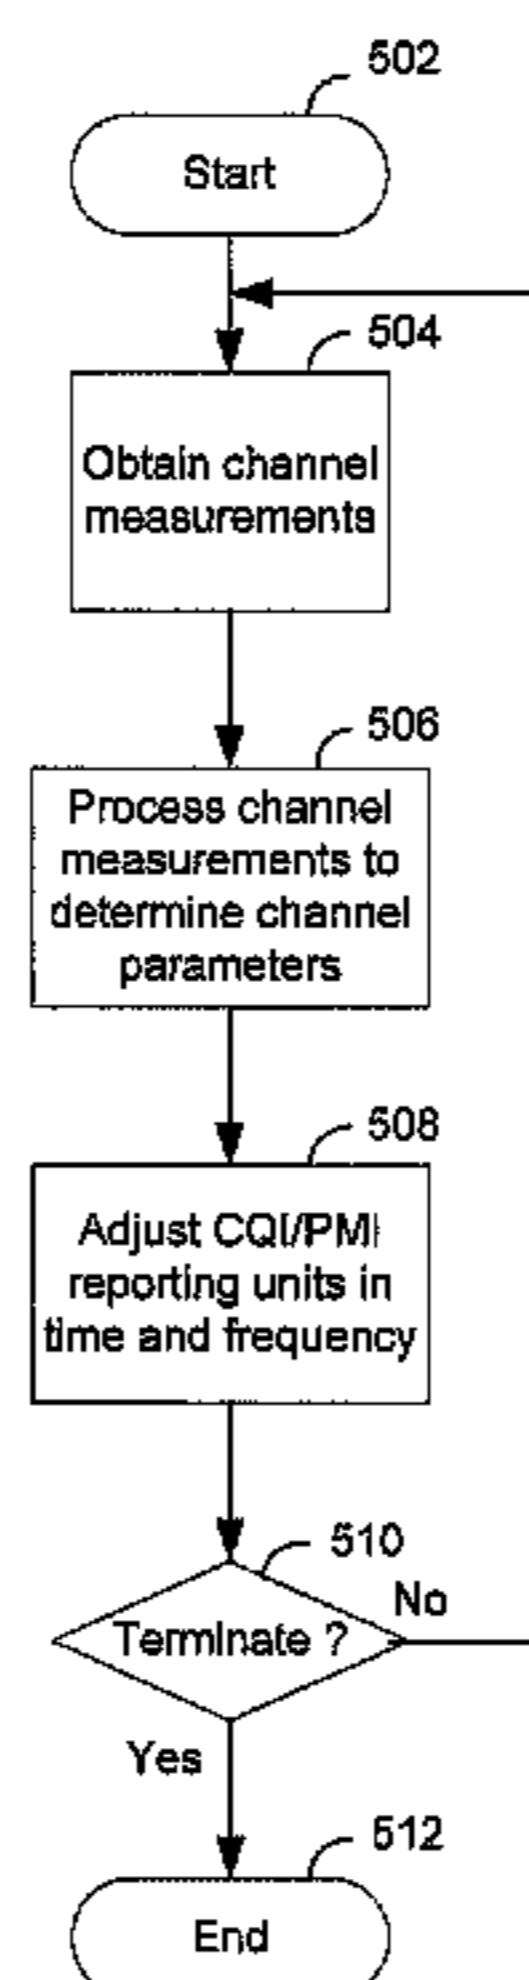 502
Start
504
Obtain channel
measurements
506
Process channel
measurements to
determine channel
parameters
508
Adjust CQI/PMI
reporting units in
time and frequency
510
Terminate ?
No
Yes
512
End